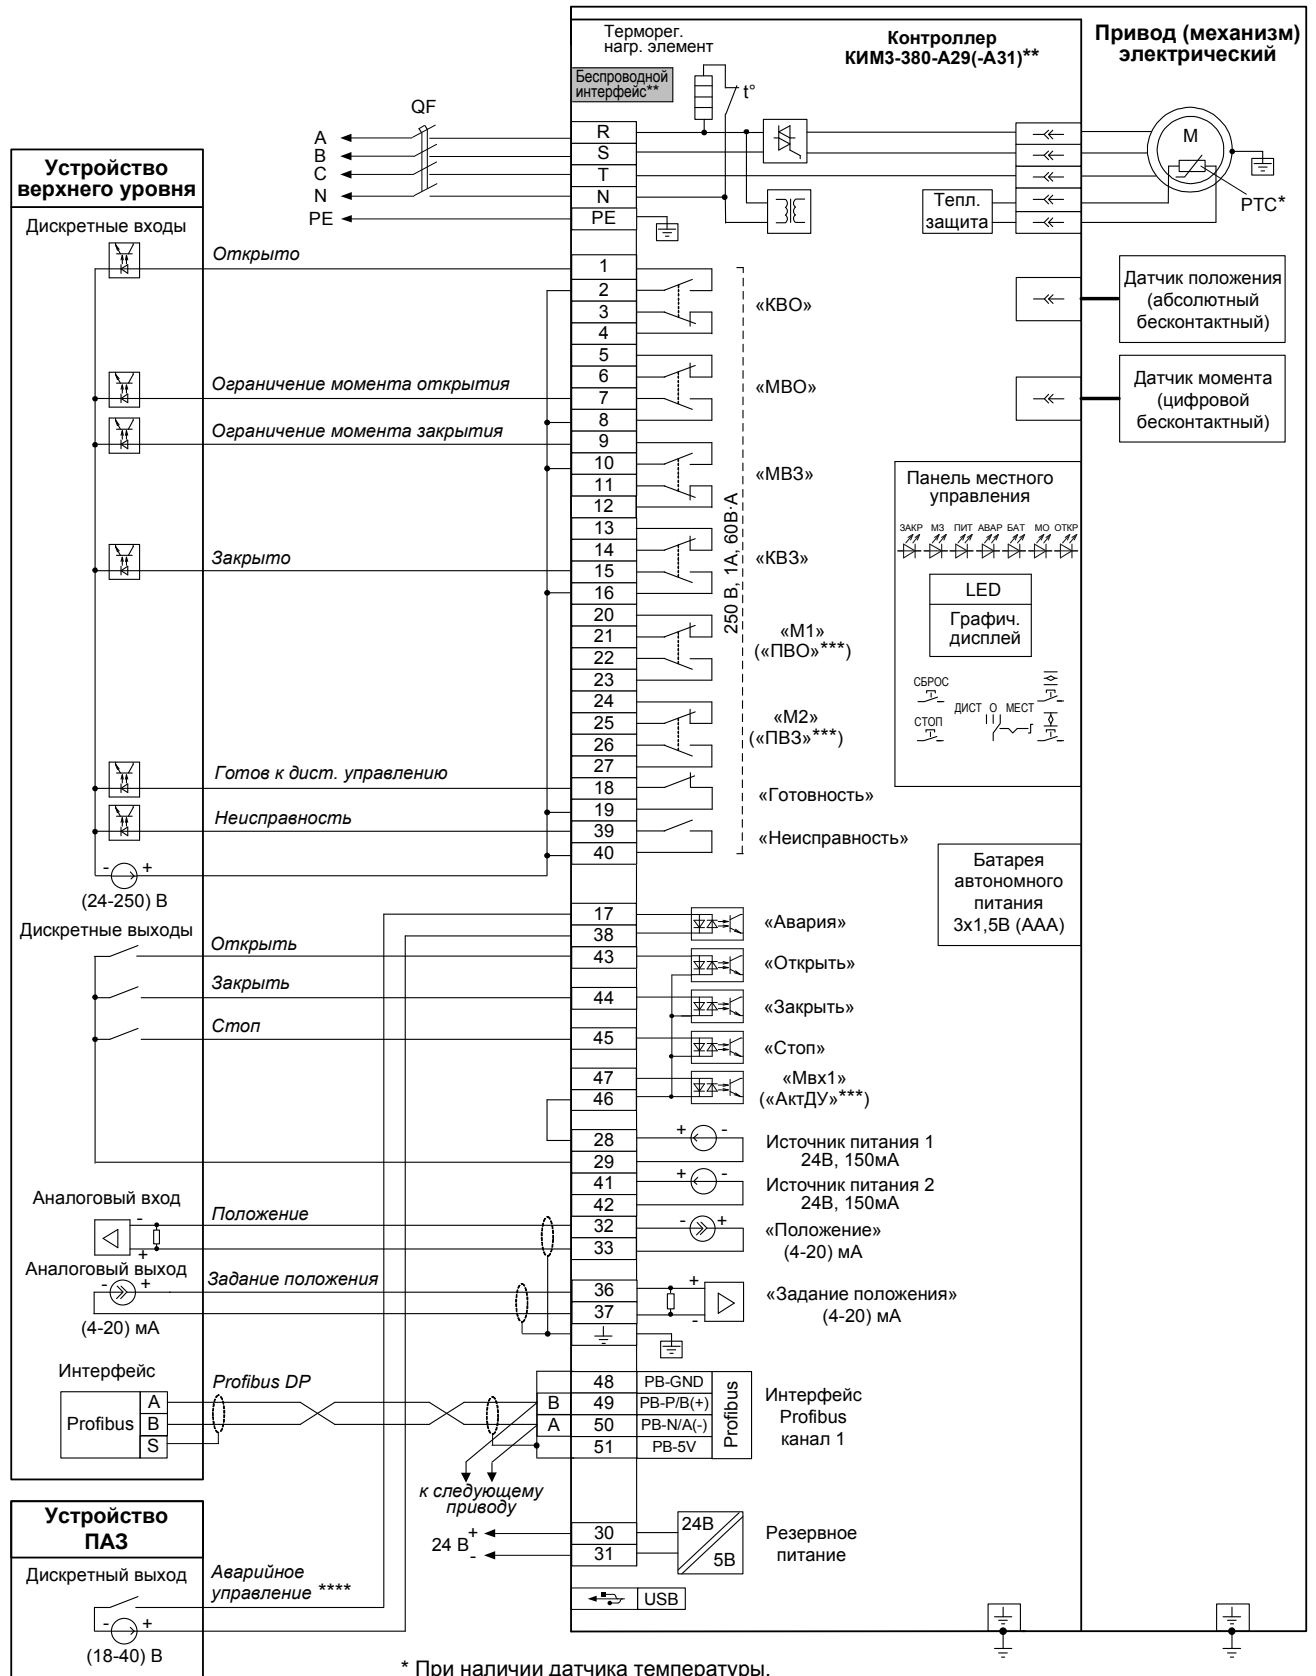 Терморег.
нагр. элемент
Контроллер
КИМ3-380-А29(-А31)**
Привод (механизм)
электрический
Беспроводной
интерфейс**
t°
QF
A
B
C
N
PE
R
S
T
N
PE
М
РТС*
Тепл.
защита
Устройство
верхнего уровня
Дискретные входы
Открыто
1
2
3
4
«КВО»
Датчик положения
(абсолютный
бесконтактный)
5
6
7
8
Ограничение момента открытия
«МВО»
Датчик момента
(цифровой
бесконтактный)
Ограничение момента закрытия
9
10
11
12
«МВЗ»
250 В, 1А, 60В·А
Панель местного
управления
ЗАКР МЗ ПИТ АВАР БАТ МО ОТКР
LED
Графич.
дисплей
СБРОС
СТОП
ДИСТ О МЕСТ
13
14
15
16
Закрыто
«КВЗ»
20
21
22
23
«М1»
(«ПВО»***)
24
25
26
27
«М2»
(«ПВЗ»***)
Готов к дист. управлению
18
19
«Готовность»
Неисправность
39
40
«Неисправность»
- +
(24-250) В
Батарея
автономного
питания
3х1,5В (ААА)
Дискретные выходы
17
38
«Авария»
Открыть
43
«Открыть»
Закрыть
44
«Закрыть»
Стоп
45
«Стоп»
47
46
«Мвх1»
(«АктДУ»***)
28
29
+ -
Источник питания 1
24В, 150мА
41
42
+ -
Источник питания 2
24В, 150мА
Аналоговый вход
-
+
Положение
32
33
- +
«Положение»
(4-20) мА
Аналоговый выход
- +
(4-20) мА
Задание положения
36
37
+
-
«Задание положения»
(4-20) мА
Интерфейс
Profibus
A
B
S
Profibus DP
B
A
48 PB-GND
49 PB-P/B(+)
50 PB-N/A(-)
51 PB-5V
Profibus
Интерфейс
Profibus
канал 1
к следующему
приводу
24 В
+
-
30
31
24В
5В
Резервное
питание
USB
Устройство
ПАЗ
Дискретный выход
- +
(18-40) В
Аварийное
управление ****
* При наличии датчика температуры.